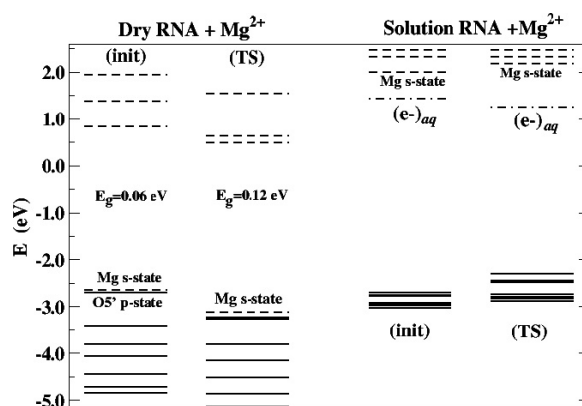 Dry RNA + Mg2+
Solution RNA +Mg2+
(init)
(TS)
2.0
1.0
0.0
-1.0
-2.0
-3.0
-4.0
-5.0
E (eV)
Mg s-state
Mg s-state
(e-)aq
(e-)aq
Eg=0.06 eV
Eg=0.12 eV
Mg s-state
O5' p-state
Mg s-state
(init)
(TS)